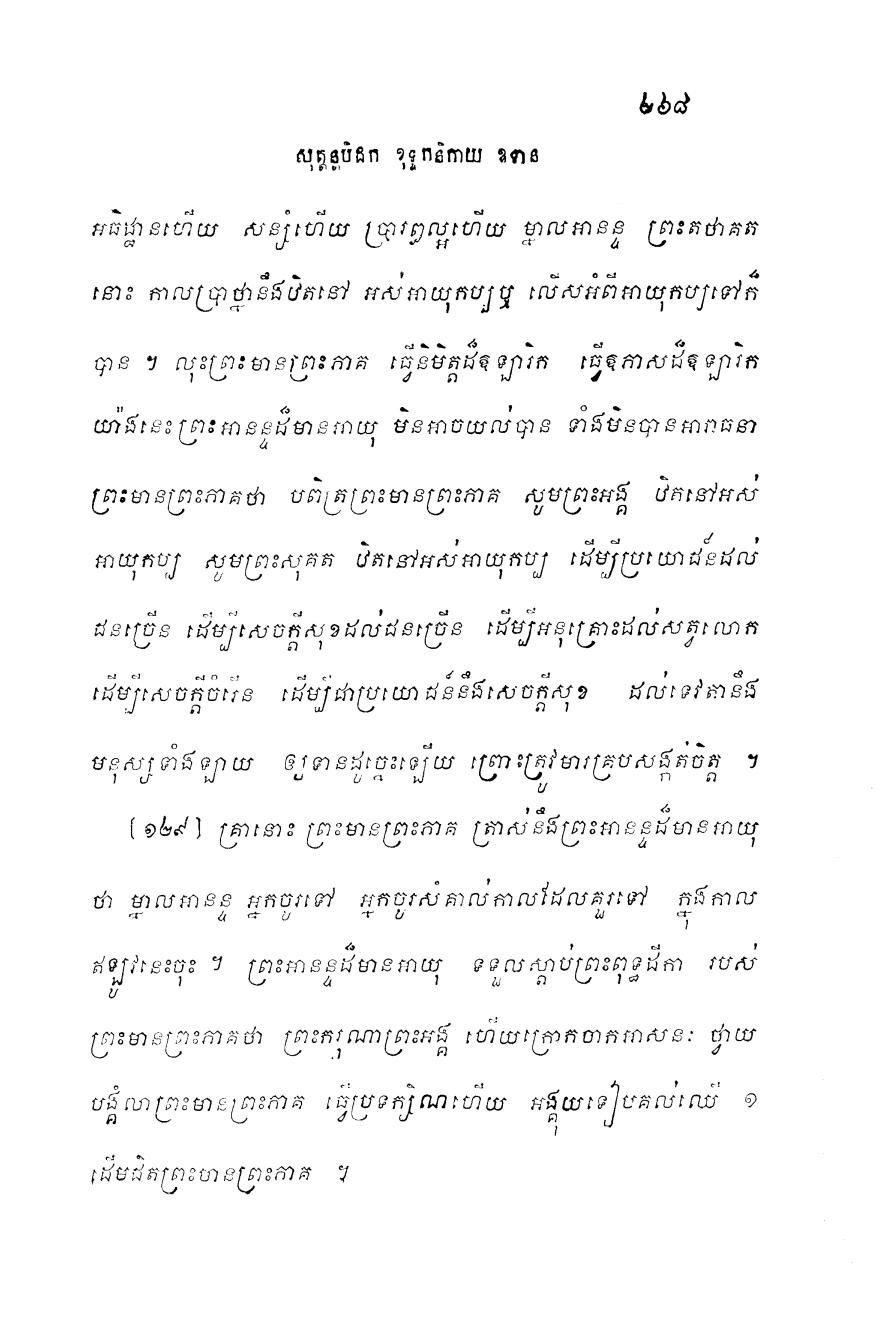 ២៦៨
សុត្តន្តបិដក ខុទ្ទកនិកាយ ឧទាន
អធិដ្ឋានហើយ សន្សំហើយ ប្រារព្ធល្អហើយ ម្នាលអានន្ទ ព្រះតថាគត
នោះ កាលប្រាថ្នានឹងឋិតនៅ អស់អាយុកប្បឬ លើសអំពីអាយុកប្បទៅក៏
បាន ។ លុះព្រះមានព្រះភាគ ធ្វើនិមិត្តដ៏ឱឡារិក ធ្វើឱភាសដ៏ឱឡារិក
យ៉ាងនេះ ព្រះអានន្ទដ៏មានអាយុ មិនអាចយល់បាន ទាំងមិនបានអារាធនា
ព្រះមានព្រះភាគថា បពិត្រព្រះមានព្រះភាគ សូមព្រះអង្គ ឋិតនៅអស់
អាយុកប្ប សូមព្រះសុគត ឋិតនៅអស់អាយុកប្ប ដើម្បីប្រយោជន៍ដល់
ជនច្រើន ដើម្បីសេចក្តីសុខដល់ជនច្រើន ដើម្បីអនុគ្រោះដល់សត្វលោក
ដើម្បីសេចក្តីចំរើន ដើម្បីជាប្រយោជន៍នឹងសេចក្តីសុខ ដល់ទេវតានឹង
មនុស្សទាំងឡាយ ឲ្យទានដូច្នេះឡើយ ព្រោះត្រូវមារគ្របសង្កត់ចិត្ត ។
[១២៩] គ្រានោះ ព្រះមានព្រះភាគ ត្រាស់នឹងព្រះអានន្ទដ៏មានអាយុ
ថា ម្នាលអានន្ទ អ្នកចូរទៅ អ្នកចូរសំគាល់កាលដែលគួរទៅ ក្នុងកាល
ឥឡូវនេះចុះ ។ ព្រះអានន្ទដ៏មានអាយុ ទទួលស្តាប់ព្រះពុទ្ធដីកា របស់
ព្រះមានព្រះភាគថា ព្រះករុណាព្រះអង្គ ហើយក្រោកចាកអាសនៈ ថ្វាយ
បង្គំលាព្រះមានព្រះភាគ ធ្វើប្រទក្សិណហើយ អង្គុយទៀបគល់ឈើ ១
ដើមជិតព្រះមានព្រះភាគ ។